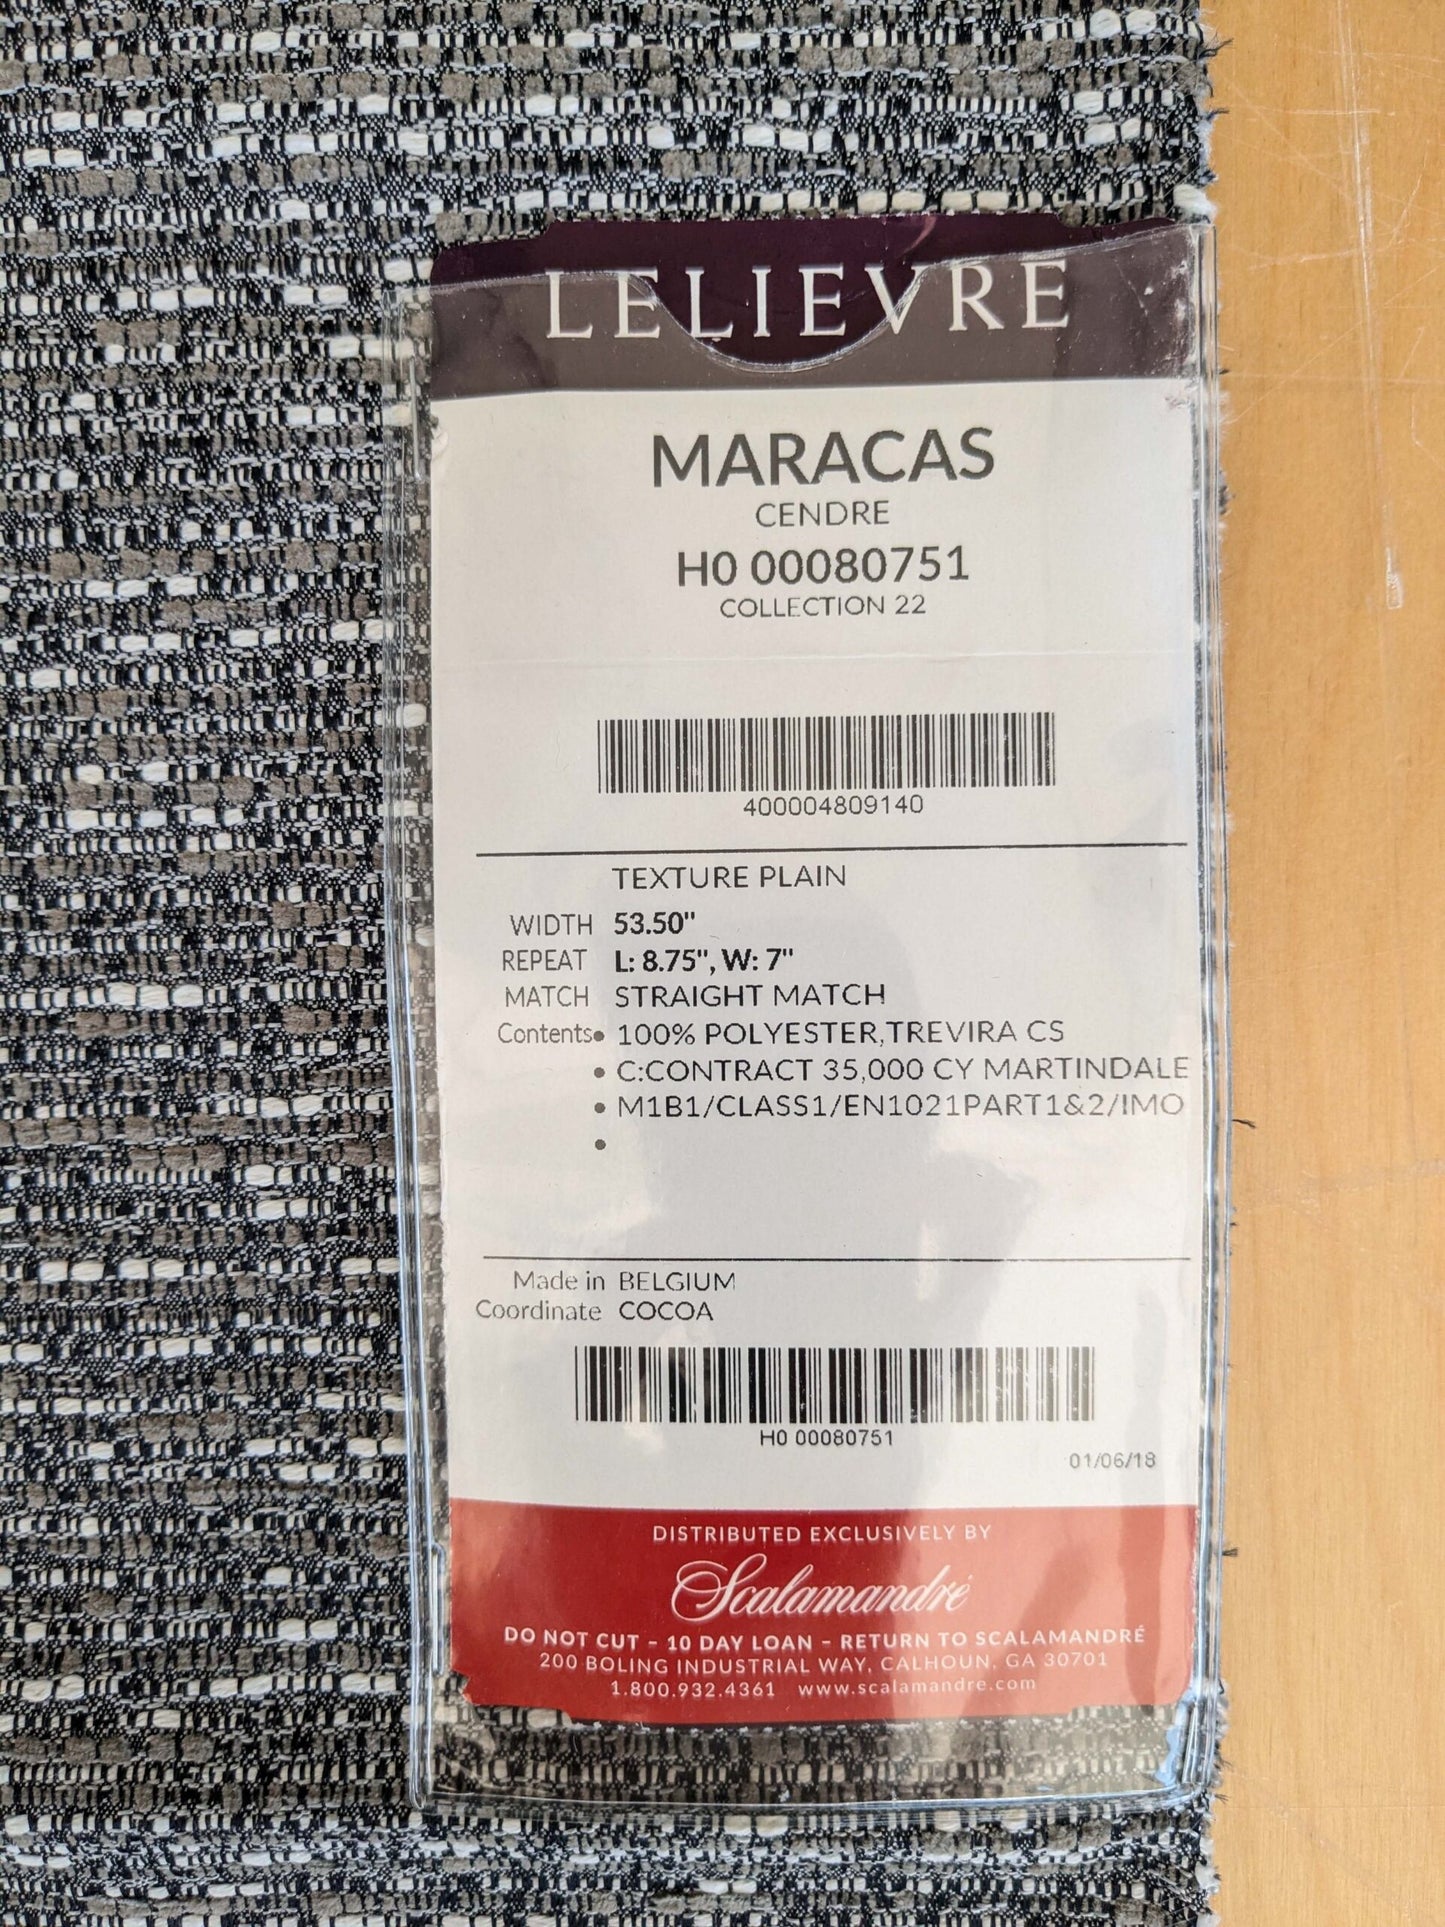 LELIEVRE
MARACAS
CENDRE
H0 00080751
COLLECTION 22
400004809140
TEXTURE PLAIN
WIDTH 53.50"
REPEAT L: 8.75", W: 7"
MATCH STRAIGHT MATCH
Contents• 100% POLYESTER,TREVIRA CS
• C:CONTRACT 35,000 CY MARTINDALE
• M1B1/CLASS1/EN1021PART1&2/IMO
•
Made in BELGIUM
Coordinate COCOA
H0 00080751
01/06/18
DISTRIBUTED EXCLUSIVELY BY
Scalamandré
DO NOT CUT - 10 DAY LOAN - RETURN TO SCALAMANDRÉ
200 BOLING INDUSTRIAL WAY, CALHOUN, GA 30701
1.800.932.4361 www.scalamandre.com